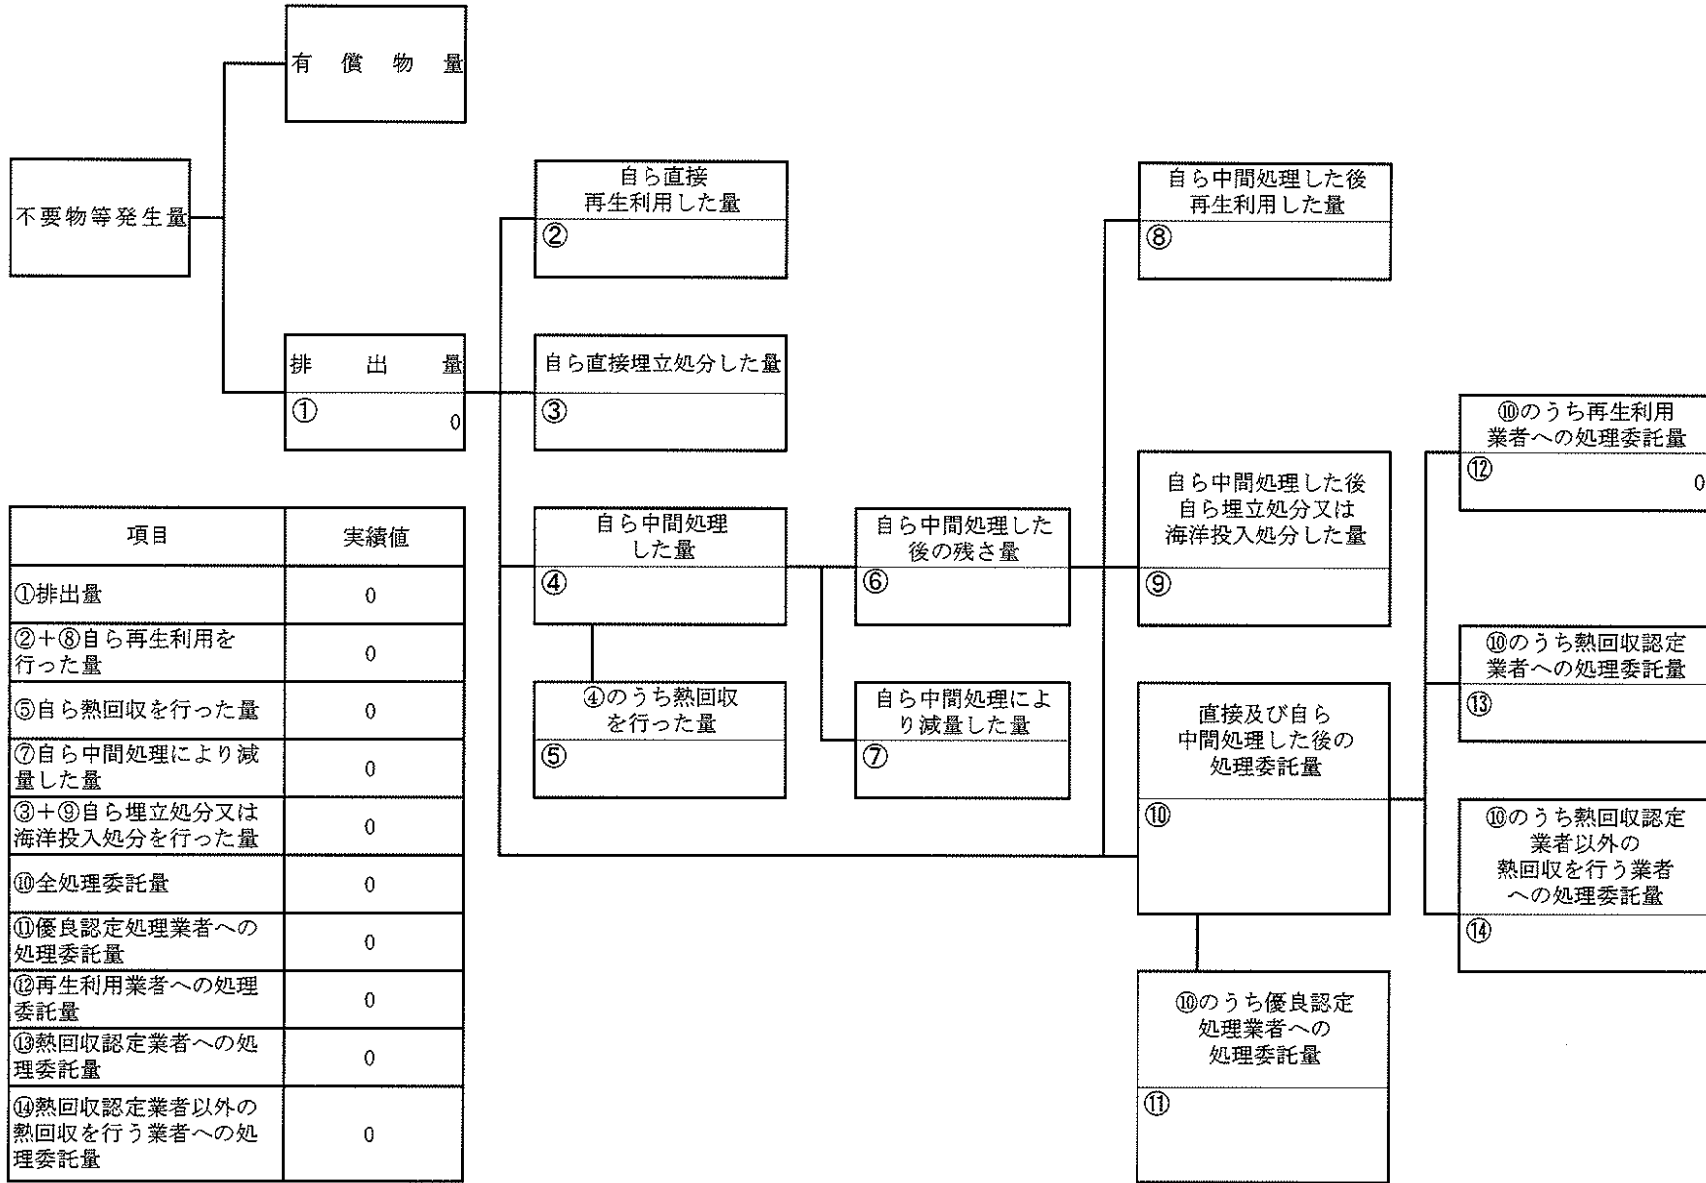 有償物量
不要物等発生量
排出量
①
0
自ら直接
再生利用した量
②
自ら直接埋立処分した量
③
自ら中間処理
した量
④
④のうち熱回収
を行った量
⑤
自ら中間処理した
後の残さ量
⑥
自ら中間処理によ
り減量した量
⑦
自ら中間処理した後
再生利用した量
⑧
自ら中間処理した後
自ら埋立処分又は
海洋投入処分した量
⑨
直接及び自ら
中間処理した後の
処理委託量
⑩
⑩のうち優良認定
処理業者への
処理委託量
⑪
⑩のうち再生利用
業者への処理委託量
⑫
0
⑩のうち熱回収認定
業者への処理委託量
⑬
⑩のうち熱回収認定
業者以外の
熱回収を行う業者
への処理委託量
⑭
項目 実績値
①排出量 0
②+⑧自ら再生利用を
行った量
0
⑤自ら熱回収を行った量 0
⑦自ら中間処理により減
量した量
0
③+⑨自ら埋立処分又は
海洋投入処分を行った量
0
⑩全処理委託量 0
⑪優良認定処理業者への
処理委託量
0
⑫再生利用業者への処理
委託量
0
⑬熱回収認定業者への処
理委託量
0
⑭熱回収認定業者以外の
熱回収を行う業者への処
理委託量
0